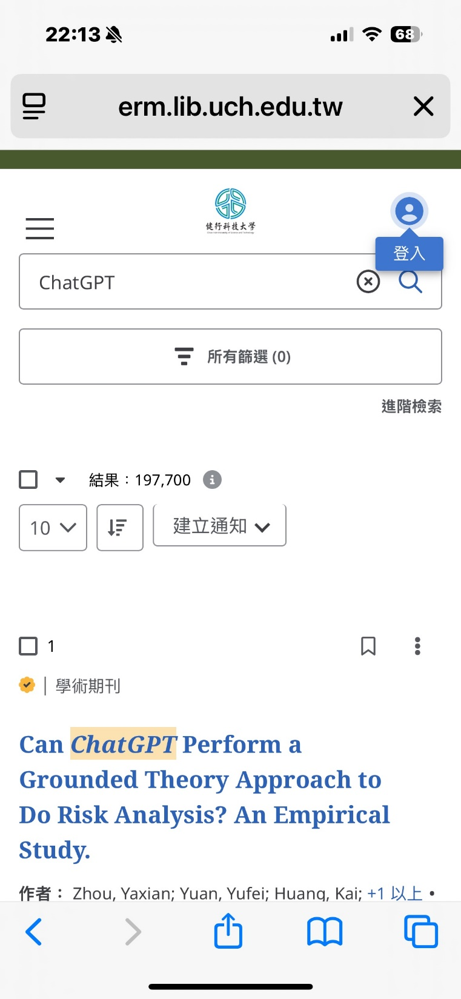 22:13
68
erm.lib.uch.edu.tw
健行科技大學
登入
ChatGPT
所有篩選 (0)
進階檢索
結果：197,700
10
建立通知
1
學術期刊
Can ChatGPT Perform a
Grounded Theory Approach to
Do Risk Analysis? An Empirical
Study.
作者： Zhou, Yaxian; Yuan, Yufei; Huang, Kai; +1 以上 •